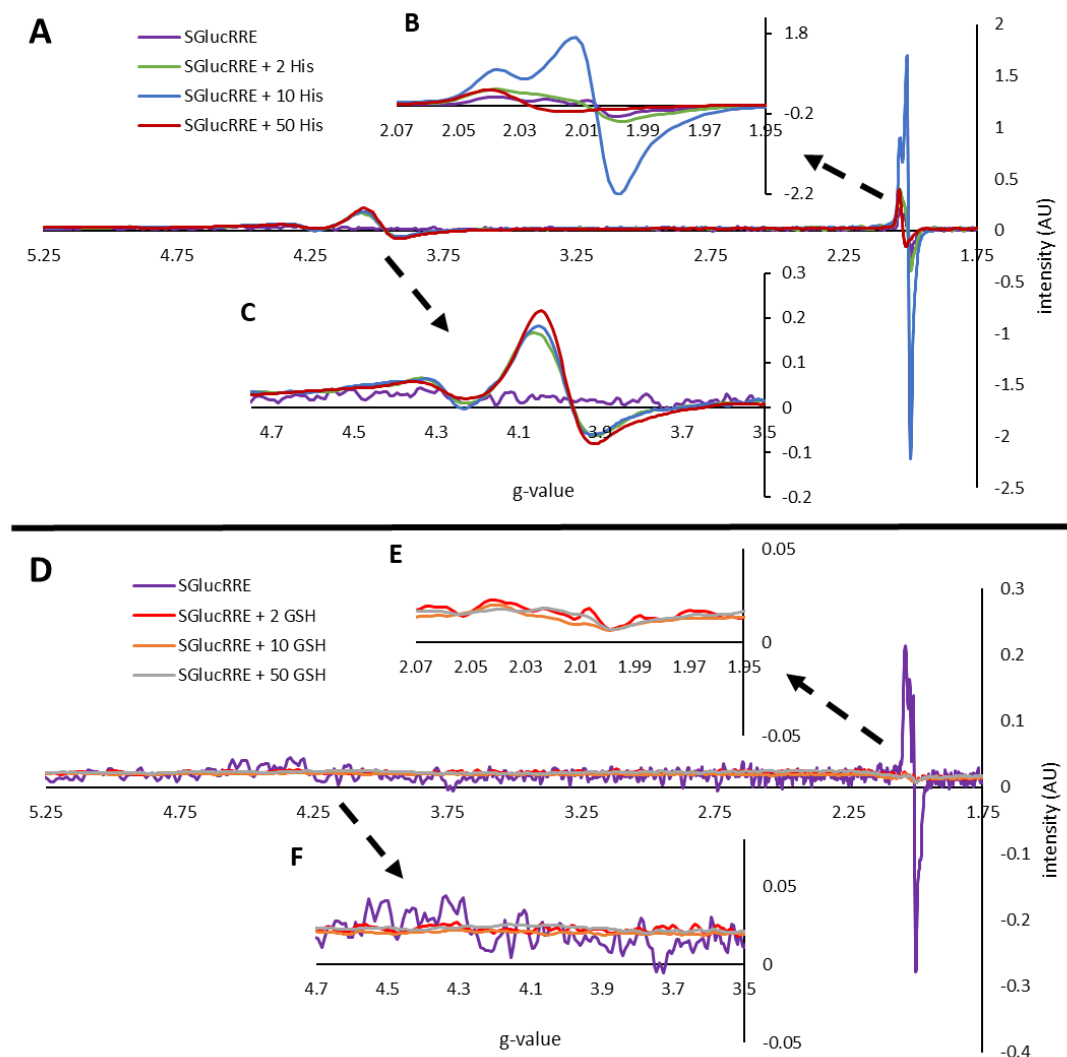 A
SGlucRRE
SGlucRRE + 2 His
SGlucRRE + 10 His
SGlucRRE + 50 His
B
1.8
-0.2
-2.2
2.07 2.05 2.03 2.01 1.99 1.97 1.95
2
1.5
1
0.5
0
-0.5
-1
-1.5
-2
-2.5
intensity (AU)
5.25 4.75 4.25 3.75 3.25 2.75 2.25 1.75
C
0.3
0.2
0.1
0
-0.1
-0.2
4.7 4.5 4.3 4.1 3.9 3.7 3.5
g-value
D
SGlucRRE
SGlucRRE + 2 GSH
SGlucRRE + 10 GSH
SGlucRRE + 50 GSH
E
0.05
0
-0.05
2.07 2.05 2.03 2.01 1.99 1.97 1.95
0.3
0.2
0.1
0
-0.1
-0.2
-0.3
-0.4
intensity (AU)
5.25 4.75 4.25 3.75 3.25 2.75 2.25 1.75
F
0.05
0
-0.05
4.7 4.5 4.3 4.1 3.9 3.7 3.5
g-value